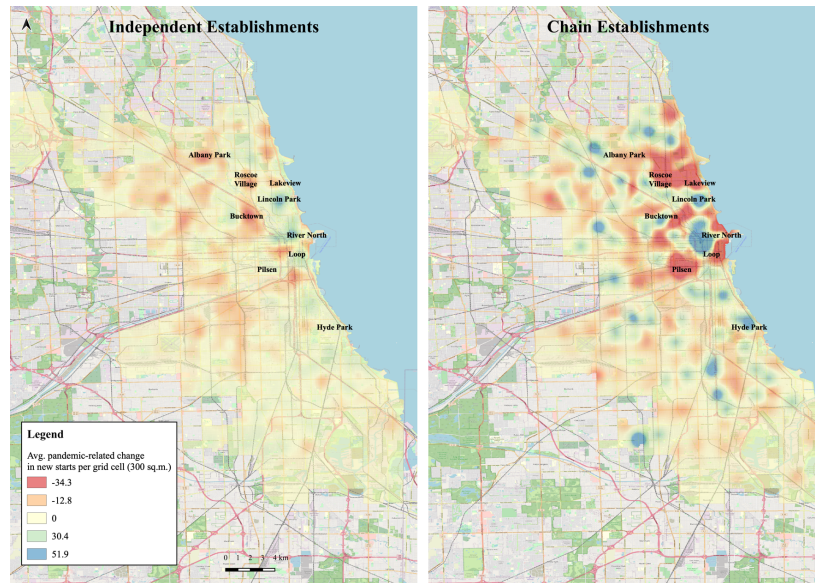 Independent Establishments
Albany Park
Roscoe
Village
Lakeview
Lincoln Park
Bucktown
River North
Loop
Pilsen
Hyde Park
Legend
Avg. pandemic-related change
in new starts per grid cell (300 sq.m.)
-34.3
-12.8
0
30.4
51.9
0 1 2 3 4 km
Chain Establishments
Albany Park
Roscoe
Village
Lakeview
Lincoln Park
Bucktown
River North
Loop
Pilsen
Hyde Park